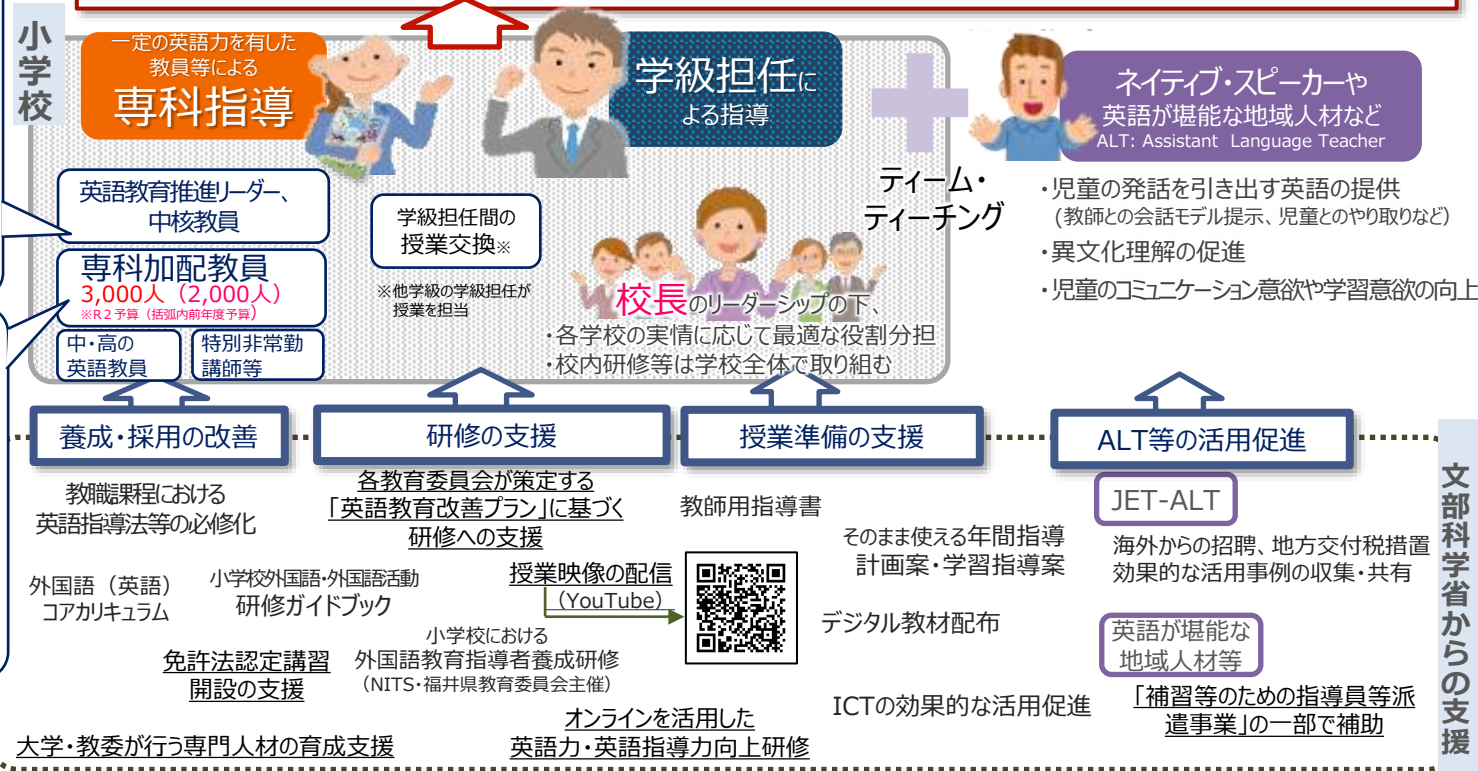 小学校
一定の英語力を有した
教員等による
専科指導
学級担任に
よる指導
ネイティブ・スピーカーや
英語が堪能な地域人材など
ALT: Assistant Language Teacher
英語教育推進リーダー、
中核教員
専科加配教員
3,000人（2,000人）
※R2予算（括弧内前年度予算）
中・高の
英語教員
特別非常勤
講師等
学級担任間の
授業交換※
※他学級の学級担任が
授業を担当
校長のリーダーシップの下、
・各学校の実情に応じて最適な役割分担
・校内研修等は学校全体で取り組む
ティーム・
ティーチング
・児童の発話を引き出す英語の提供
（教師との会話モデル提示、児童とのやり取りなど）
・異文化理解の促進
・児童のコミュニケーション意欲や学習意欲の向上
養成・採用の改善
研修の支援
授業準備の支援
ALT等の活用促進
教職課程における
英語指導法等の必修化
外国語（英語）
コアカリキュラム
免許法認定講習
開設の支援
大学・教委が行う専門人材の育成支援
各教育委員会が策定する
「英語教育改善プラン」に基づく
研修への支援
小学校外国語・外国語活動
研修ガイドブック
授業映像の配信
（YouTube）
小学校における
外国語教育指導者養成研修
（NITS・福井県教育委員会主催）
オンラインを活用した
英語力・英語指導力向上研修
教師用指導書
そのまま使える年間指導
計画案・学習指導案
デジタル教材配布
ICTの効果的な活用促進
JET-ALT
海外からの招聘、地方交付税措置
効果的な活用事例の収集・共有
英語が堪能な
地域人材等
「補習等のための指導員等派
遣事業」の一部で補助
文部科学省からの支援